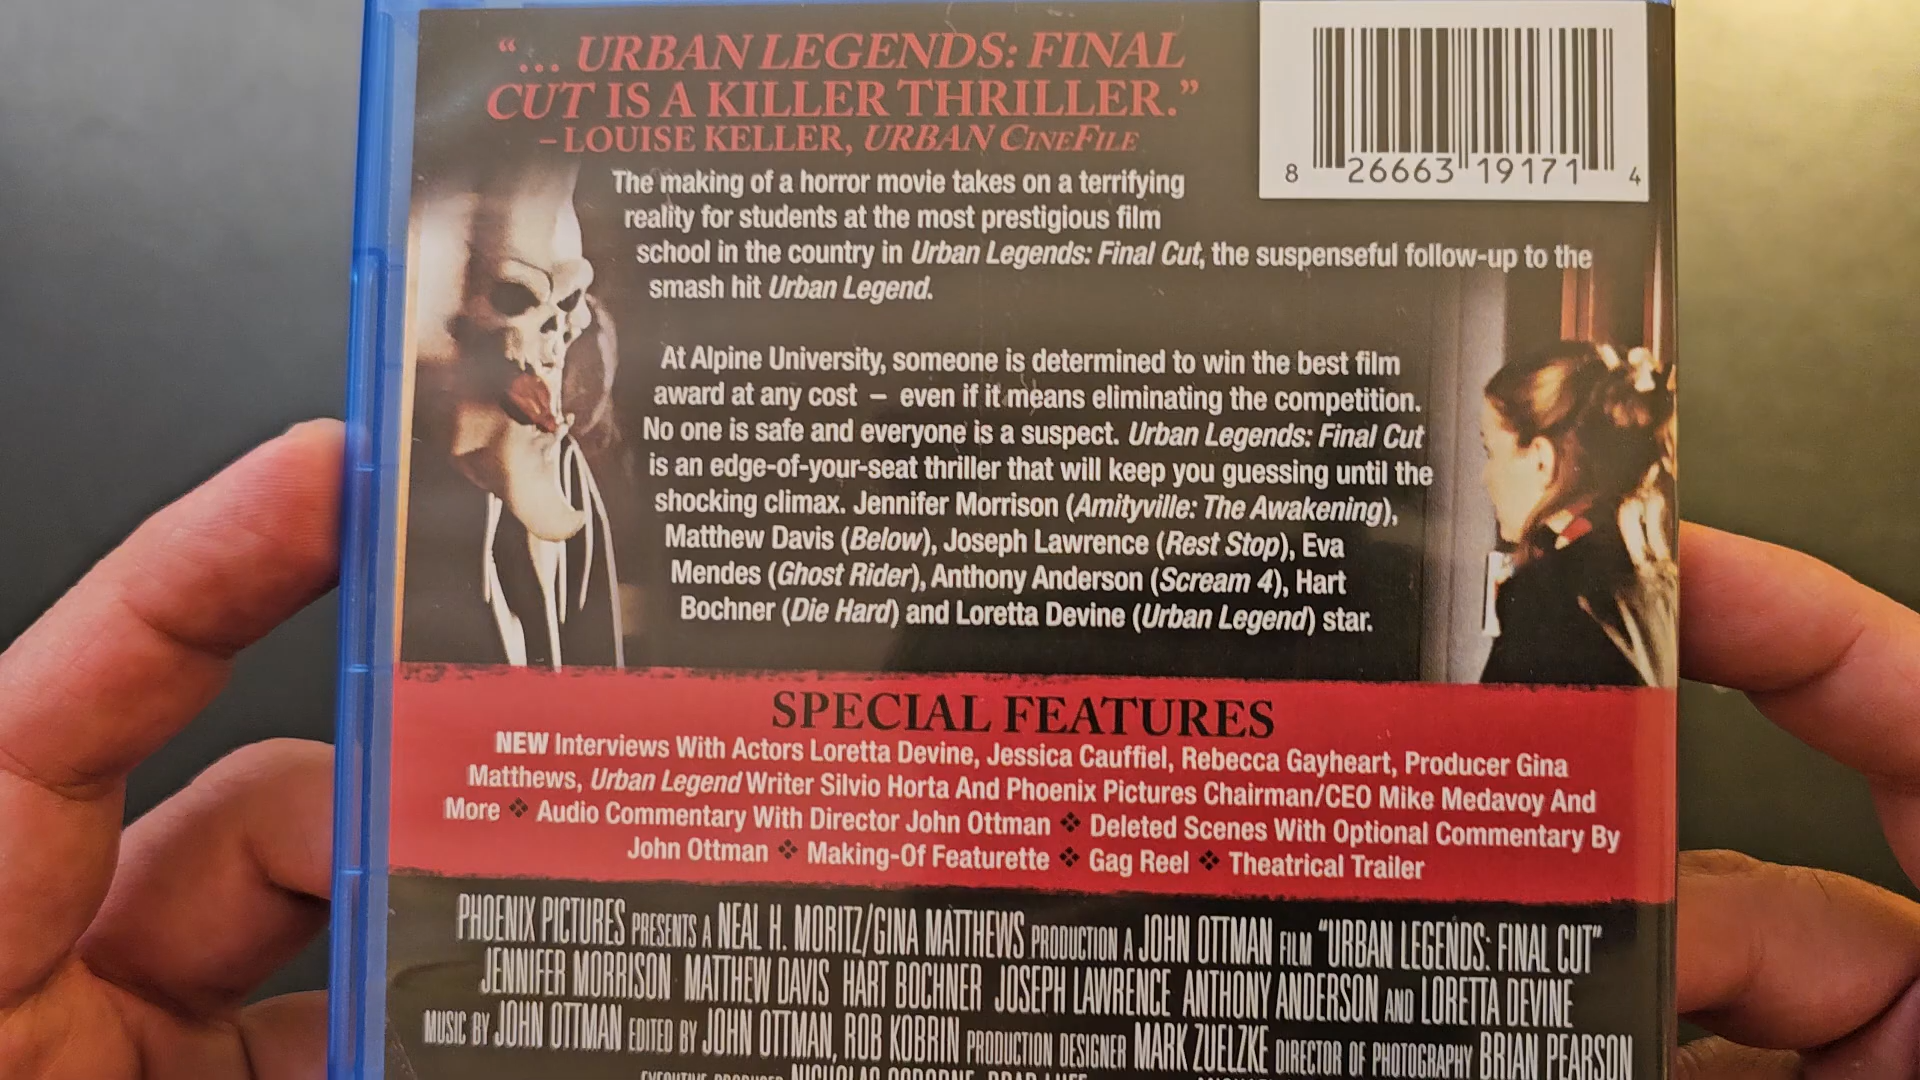 “... URBAN LEGENDS: FINAL
CUT IS A KILLER THRILLER.”
– LOUISE KELLER, URBAN CINEFILE
8 26663 19171 4
The making of a horror movie takes on a terrifying
reality for students at the most prestigious film
school in the country in Urban Legends: Final Cut, the suspenseful follow-up to the
smash hit Urban Legend.
At Alpine University, someone is determined to win the best film
award at any cost – even if it means eliminating the competition.
No one is safe and everyone is a suspect. Urban Legends: Final Cut
is an edge-of-your-seat thriller that will keep you guessing until the
shocking climax. Jennifer Morrison (Amityville: The Awakening),
Matthew Davis (Below), Joseph Lawrence (Rest Stop), Eva
Mendes (Ghost Rider), Anthony Anderson (Scream 4), Hart
Bochner (Die Hard) and Loretta Devine (Urban Legend) star.
SPECIAL FEATURES
NEW Interviews With Actors Loretta Devine, Jessica Cauffiel, Rebecca Gayheart, Producer Gina
Matthews, Urban Legend Writer Silvio Horta And Phoenix Pictures Chairman/CEO Mike Medavoy And
More ❖ Audio Commentary With Director John Ottman ❖ Deleted Scenes With Optional Commentary By
John Ottman ❖ Making-Of Featurette ❖ Gag Reel ❖ Theatrical Trailer
PHOENIX PICTURES PRESENTS A NEAL H. MORITZ/GINA MATTHEWS PRODUCTION A JOHN OTTMAN FILM “URBAN LEGENDS: FINAL CUT”
JENNIFER MORRISON MATTHEW DAVIS HART BOCHNER JOSEPH LAWRENCE ANTHONY ANDERSON AND LORETTA DEVINE
MUSIC BY JOHN OTTMAN EDITED BY JOHN OTTMAN, ROB KOBRIN PRODUCTION DESIGNER MARK ZUELZKE DIRECTOR OF PHOTOGRAPHY BRIAN PEARSON